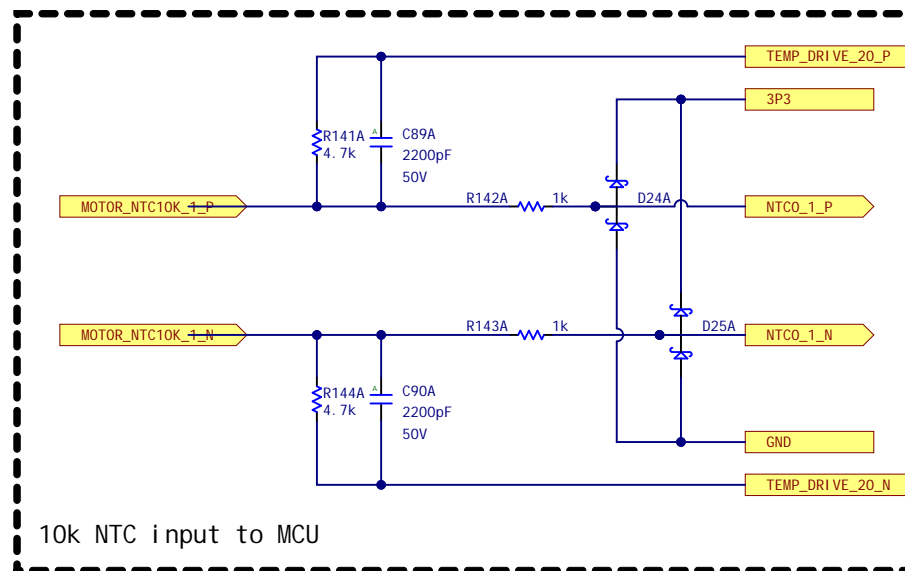 TEMP_DRIVE_20_P
3P3
R141A
4.7k
A
C89A
2200pF
50V
MOTOR_NTC10K_1_P
R142A
1k
D24A
NTC0_1_P
MOTOR_NTC10K_1_N
R143A
1k
D25A
NTC0_1_N
R144A
4.7k
A
C90A
2200pF
50V
GND
TEMP_DRIVE_20_N
10k NTC input to MCU